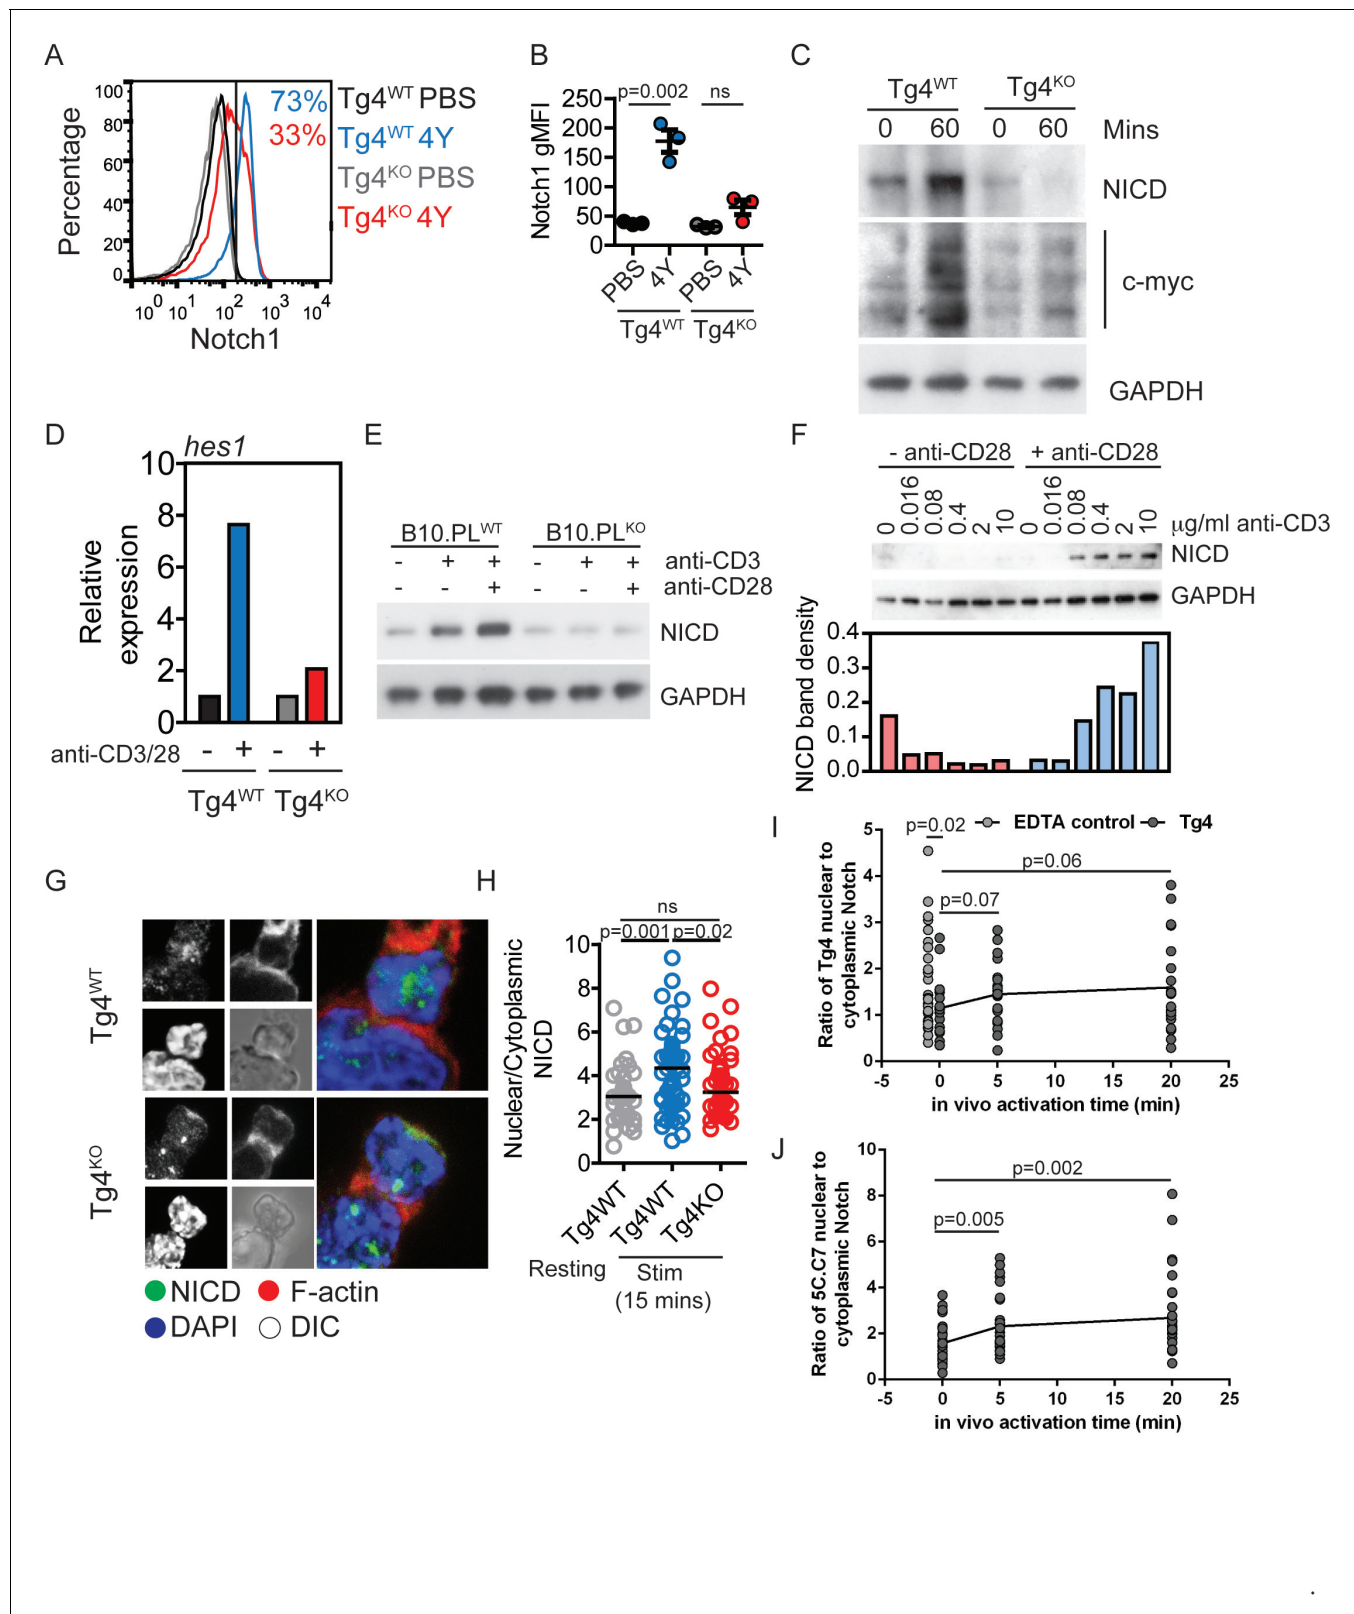 A
100
80
60
40
20
0
Percentage
10⁰ 10¹ 10² 10³ 10⁴
Notch1
73%
33%
Tg4WT PBS
Tg4WT 4Y
Tg4KO PBS
Tg4KO 4Y
B
p=0.002 ns
250
200
150
100
50
0
Notch1 gMFI
PBS 4Y PBS 4Y
Tg4WT Tg4KO
C
Tg4WT Tg4KO
0 60 0 60 Mins
NICD
c-myc
GAPDH
D
hes1
10
8
6
4
2
0
Relative
expression
anti-CD3/28 - + - +
Tg4WT Tg4KO
E
B10.PLWT B10.PLKO
- + + - + + anti-CD3
- - + - - + anti-CD28
NICD
GAPDH
F
- anti-CD28 + anti-CD28
0 0.016 0.08 0.4 2 10 0 0.016 0.08 0.4 2 10
µg/ml anti-CD3
NICD
GAPDH
0.4
0.3
0.2
0.1
0.0
NICD band density
G
Tg4WT
Tg4KO
NICD F-actin
DAPI DIC
H
ns
p=0.001 p=0.02
10
8
6
4
2
0
Nuclear/Cytoplasmic
NICD
Tg4WT Tg4WT Tg4KO
Resting Stim
(15 mins)
I
EDTA control Tg4
p=0.02
p=0.06
p=0.07
5
4
3
2
1
0
Ratio of Tg4 nuclear to
cytoplasmic Notch
-5 0 5 10 15 20 25
in vivo activation time (min)
J
p=0.002
p=0.005
10
8
6
4
2
0
Ratio of 5C.C7 nuclear to
cytoplasmic Notch
-5 0 5 10 15 20 25
in vivo activation time (min)